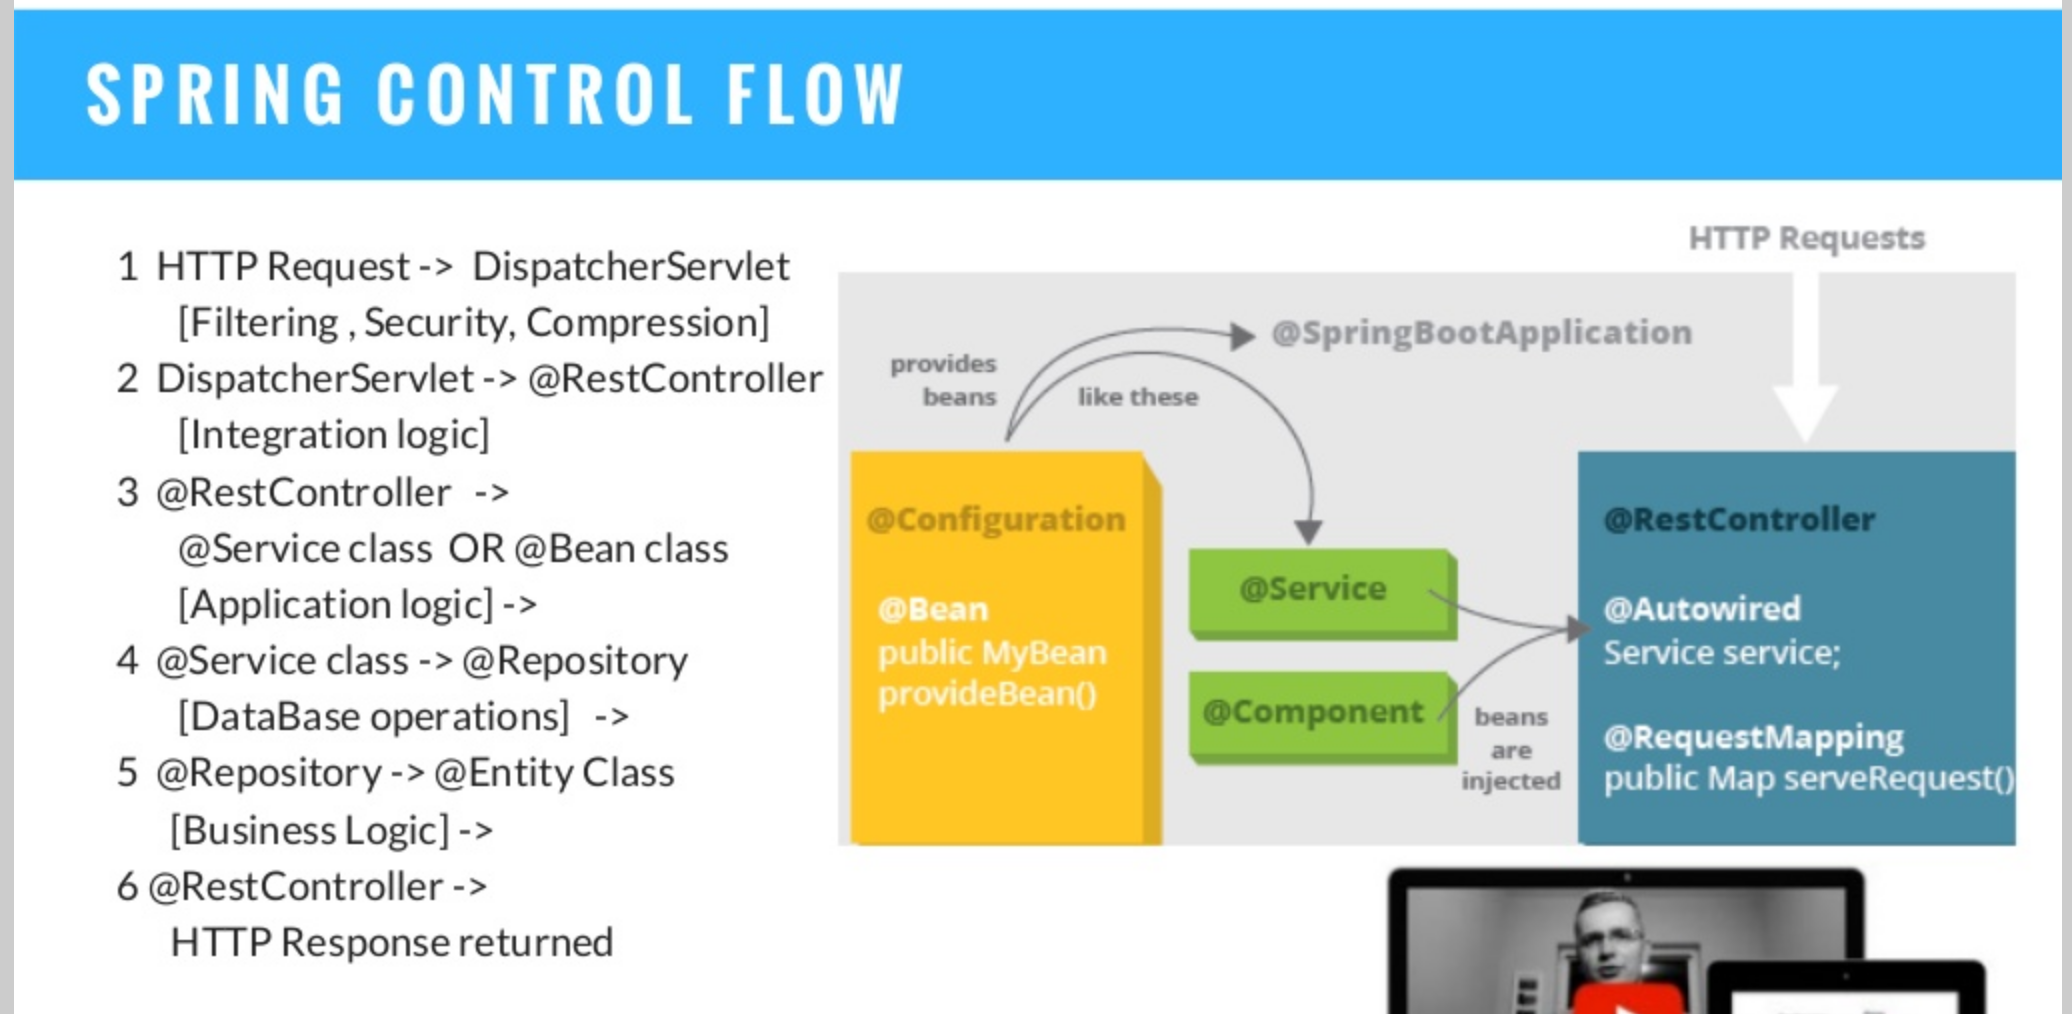 SPRING CONTROL FLOW
1 HTTP Request -> DispatcherServlet
[Filtering , Security, Compression]
2 DispatcherServlet -> @RestController
[Integration logic]
3 @RestController ->
@Service class OR @Bean class
[Application logic] ->
4 @Service class -> @Repository
[DataBase operations] ->
5 @Repository -> @Entity Class
[Business Logic] ->
6 @RestController ->
HTTP Response returned
HTTP Requests
@SpringBootApplication
provides
beans
like these
@Configuration
@Bean
public MyBean
provideBean()
@Service
@Component
beans
are
injected
@RestController
@Autowired
Service service;
@RequestMapping
public Map serveRequest()